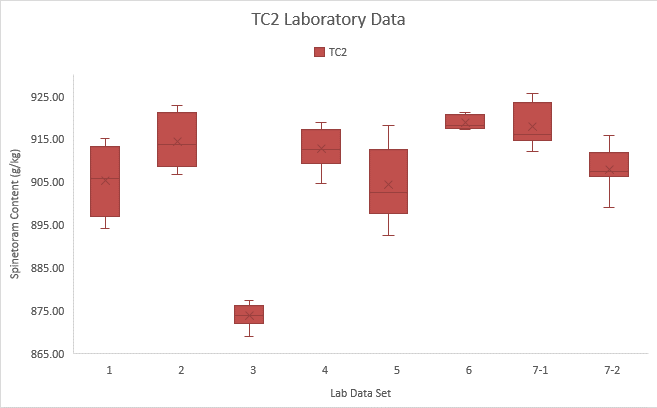 TC2 Laboratory Data
TC2
Spinetoram Content (g/kg)
925.00
915.00
905.00
895.00
885.00
875.00
865.00
1 2 3 4 5 6 7-1 7-2
Lab Data Set